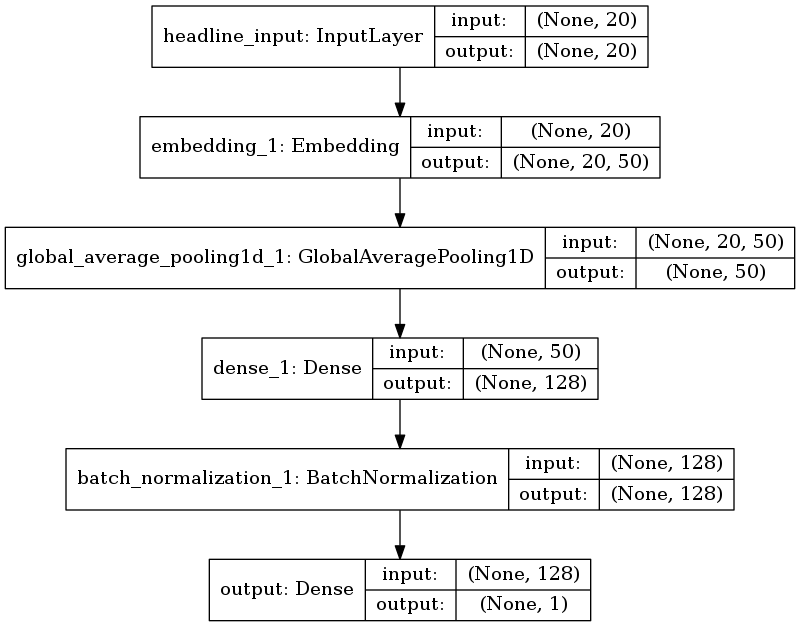 headline_input: InputLayer
input: (None, 20)
output: (None, 20)
embedding_1: Embedding
input: (None, 20)
output: (None, 20, 50)
global_average_pooling1d_1: GlobalAveragePooling1D
input: (None, 20, 50)
output: (None, 50)
dense_1: Dense
input: (None, 50)
output: (None, 128)
batch_normalization_1: BatchNormalization
input: (None, 128)
output: (None, 128)
output: Dense
input: (None, 128)
output: (None, 1)